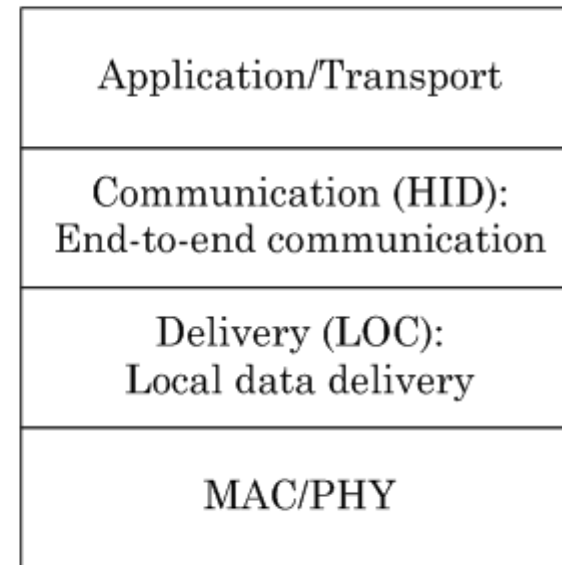 Application/Transport
Communication (HID):
End-to-end communication
Delivery (LOC):
Local data delivery
MAC/PHY